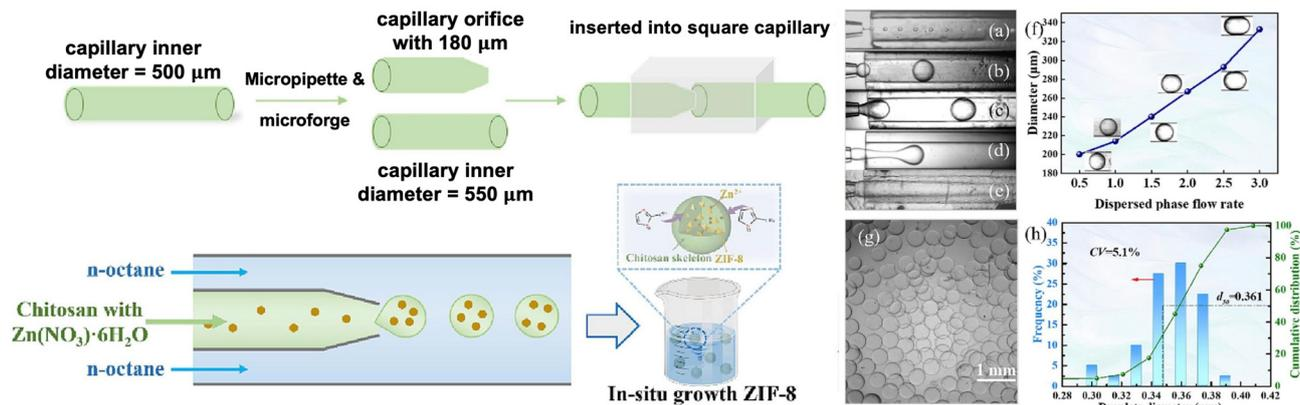 capillary inner
diameter = 500 μm
Micropipette &
microforge
capillary orifice
with 180 μm
capillary inner
diameter = 550 μm
inserted into square capillary
n-octane
Chitosan with
Zn(NO3)·6H2O
n-octane
Zn2+
Chitosan skeleton ZIF-8
In-situ growth ZIF-8
(a)
(b)
(c)
(d)
(e)
(f)
Diameter (μm)
340
320
300
280
260
240
220
200
180
0.5 1.0 1.5 2.0 2.5 3.0
Dispersed phase flow rate
(g)
1 mm
(h)
CV=5.1%
d50=0.361
Frequency (%)
40
35
30
25
20
15
10
5
0
Cumulative distribution (%)
100
80
60
40
20
0
0.28 0.30 0.32 0.34 0.36 0.38 0.40 0.42